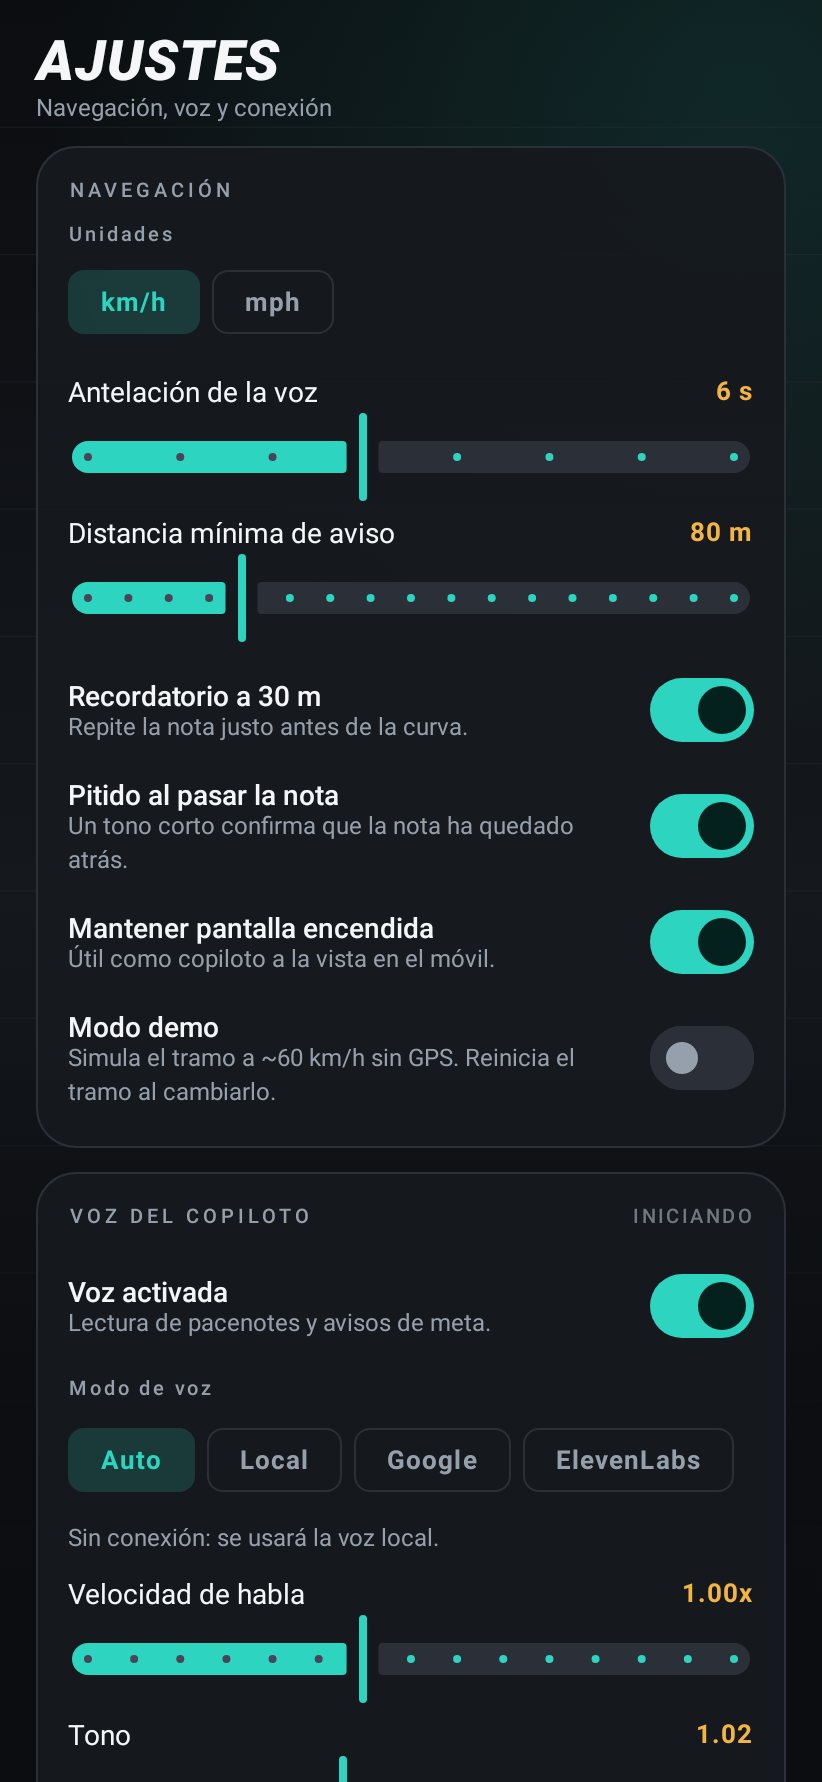 AJUSTES
Navegación, voz y conexión
NAVEGACIÓN
Unidades
km/h mph
Antelación de la voz 6 s
Distancia mínima de aviso 80 m
Recordatorio a 30 m
Repite la nota justo antes de la curva.
Pitido al pasar la nota
Un tono corto confirma que la nota ha quedado
atrás.
Mantener pantalla encendida
Útil como copiloto a la vista en el móvil.
Modo demo
Simula el tramo a ~60 km/h sin GPS. Reinicia el
tramo al cambiarlo.
VOZ DEL COPILOTO INICIANDO
Voz activada
Lectura de pacenotes y avisos de meta.
Modo de voz
Auto Local Google ElevenLabs
Sin conexión: se usará la voz local.
Velocidad de habla 1.00x
Tono 1.02